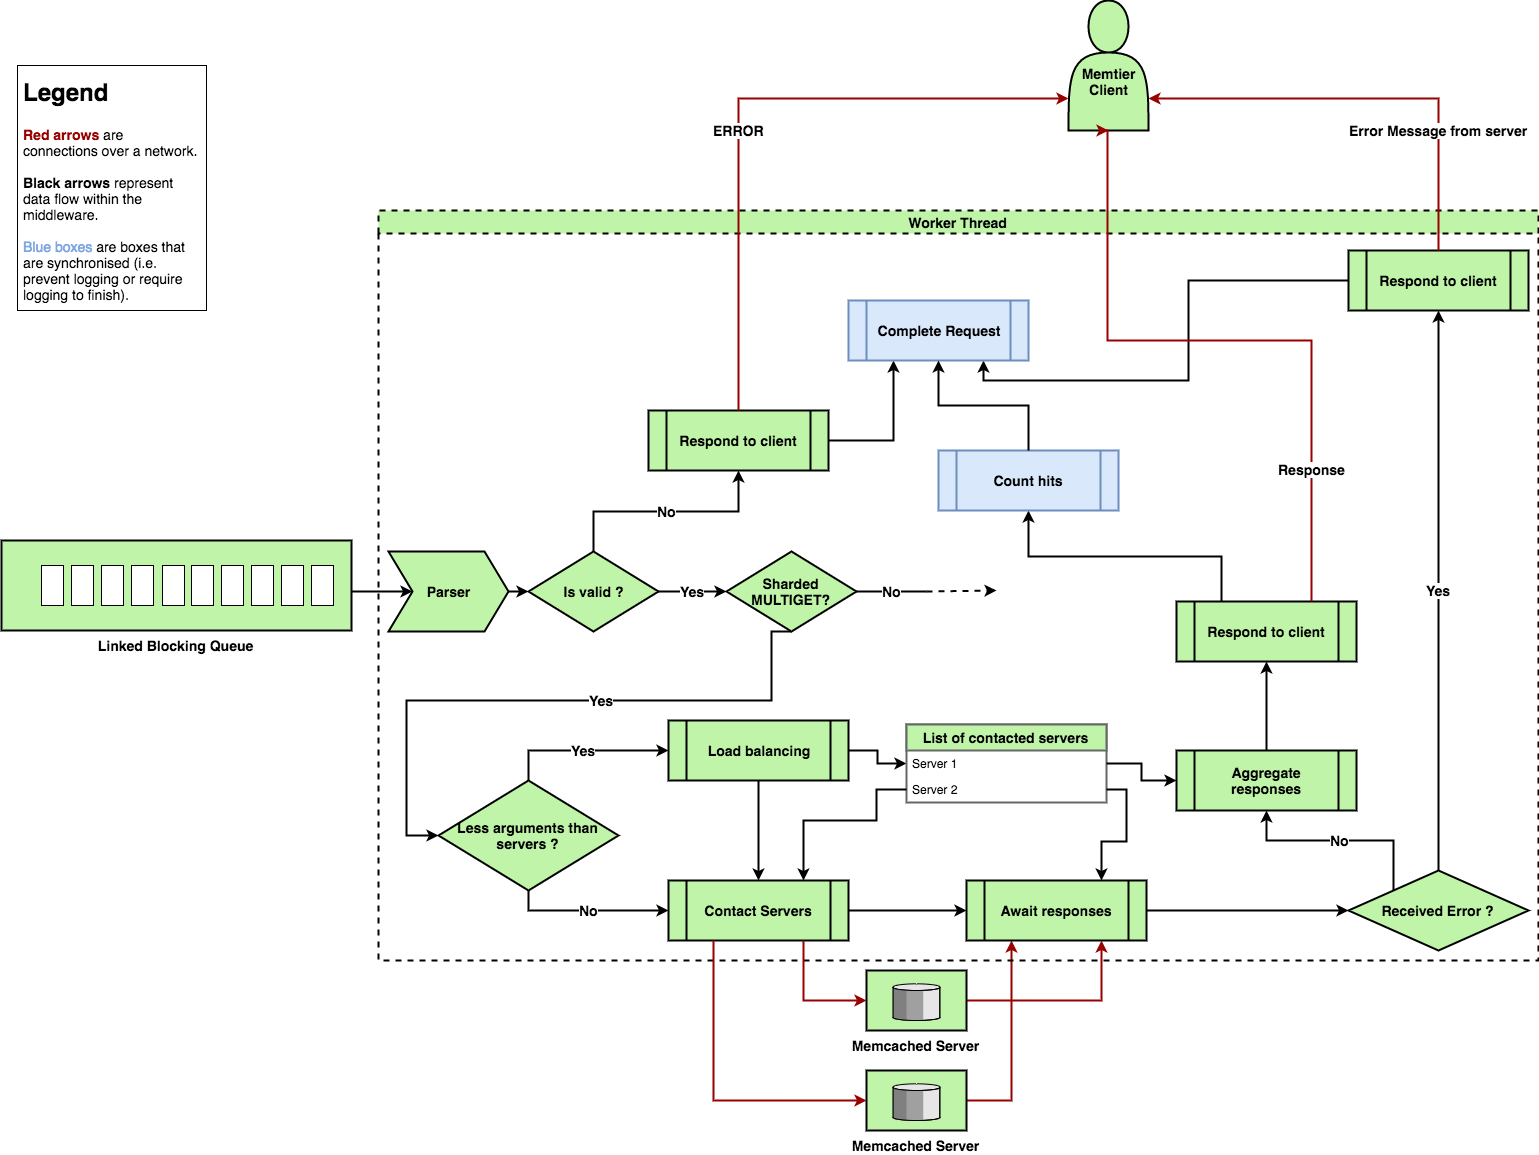 Memtier
Client
Legend
Red arrows are
connections over a network.
Black arrows represent
data flow within the
middleware.
Blue boxes are boxes that
are synchronised (i.e.
prevent logging or require
logging to finish).
ERROR
Error Message from server
Worker Thread
Respond to client
Complete Request
Respond to client
Count hits
Response
No
Linked Blocking Queue
Parser
Is valid ?
Yes
Sharded
MULTIGET?
No
Yes
Respond to client
Yes
Yes
Load balancing
List of contacted servers
Server 1
Server 2
Aggregate
responses
Less arguments than
servers ?
No
No
Contact Servers
Await responses
Received Error ?
Memcached Server
Memcached Server